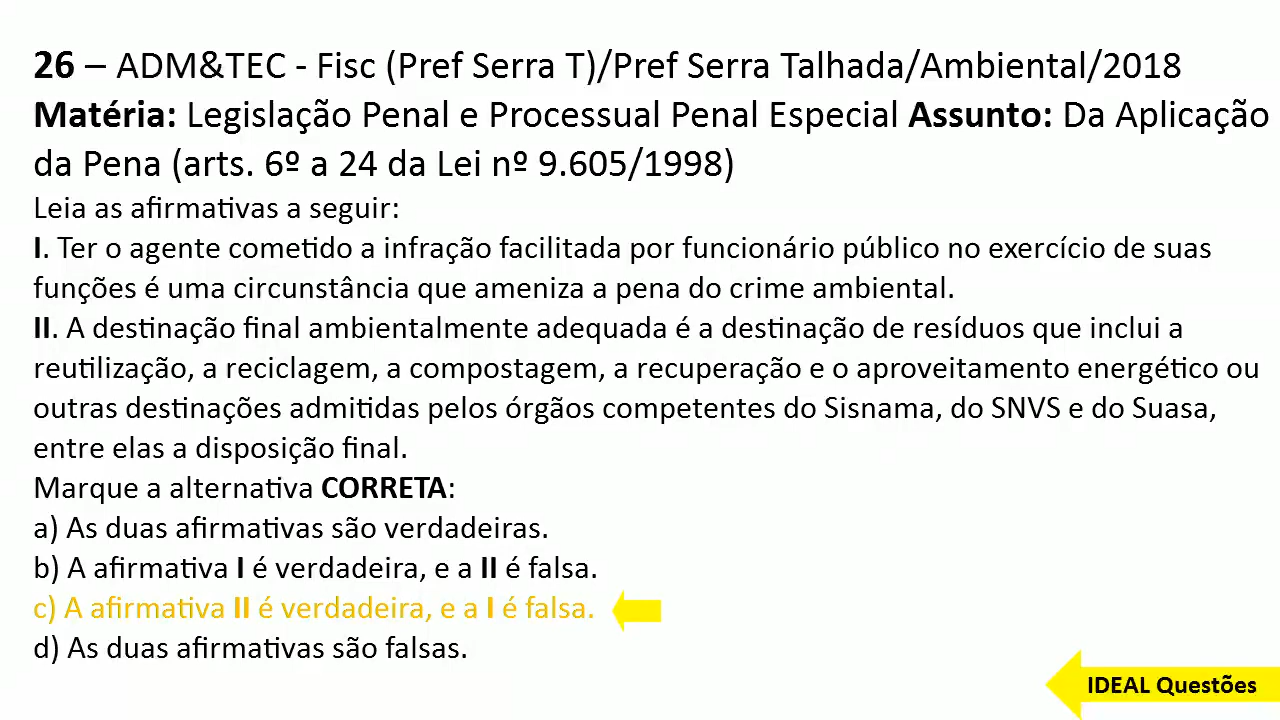 26 – ADM&TEC - Fisc (Pref Serra T)/Pref Serra Talhada/Ambiental/2018
Matéria: Legislação Penal e Processual Penal Especial Assunto: Da Aplicação
da Pena (arts. 6º a 24 da Lei nº 9.605/1998)
Leia as afirmativas a seguir:
I. Ter o agente cometido a infração facilitada por funcionário público no exercício de suas
funções é uma circunstância que ameniza a pena do crime ambiental.
II. A destinação final ambientalmente adequada é a destinação de resíduos que inclui a
reutilização, a reciclagem, a compostagem, a recuperação e o aproveitamento energético ou
outras destinações admitidas pelos órgãos competentes do Sisnama, do SNVS e do Suasa,
entre elas a disposição final.
Marque a alternativa CORRETA:
a) As duas afirmativas são verdadeiras.
b) A afirmativa I é verdadeira, e a II é falsa.
c) A afirmativa II é verdadeira, e a I é falsa.
d) As duas afirmativas são falsas.
IDEAL Questões